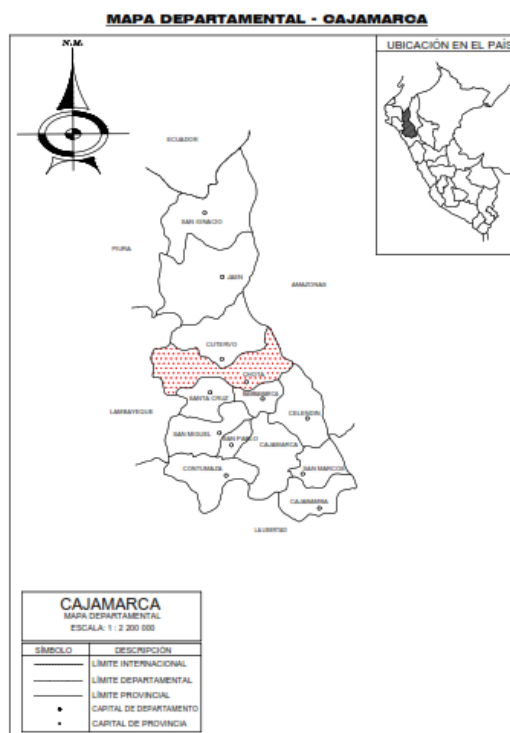 MAPA DEPARTAMENTAL - CAJAMARCA
N.M.
UBICACIÓN EN EL PAÍS
ECUADOR
SAN IGNACIO
PIURA
JAEN
AMAZONAS
CUTERVO
CHOTA
SANTA CRUZ
BAMBAMARCA
LAMBAYEQUE
CELENDIN
SAN MIGUEL
SAN PABLO
CAJAMARCA
CONTUMAZA
SAN MARCOS
CAJABAMBA
LA LIBERTAD
CAJAMARCA
MAPA DEPARTAMENTAL
ESCALA: 1 : 2 200 000
SÍMBOLO DESCRIPCIÓN
LÍMITE INTERNACIONAL
LÍMITE DEPARTAMENTAL
LÍMITE PROVINCIAL
CAPITAL DE DEPARTAMENTO
CAPITAL DE PROVINCIA